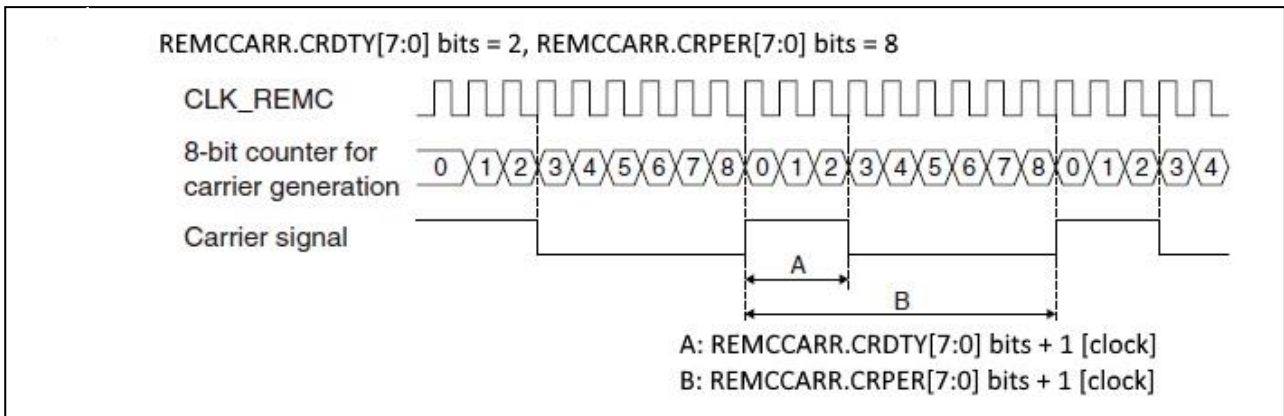 REMCCARR.CRDTY[7:0] bits = 2, REMCCARR.CRPER[7:0] bits = 8
CLK_REMC
8-bit counter for
carrier generation
0 1 2 3 4 5 6 7 8 0 1 2 3 4 5 6 7 8 0 1 2 3 4
Carrier signal
A
B
A: REMCCARR.CRDTY[7:0] bits + 1 [clock]
B: REMCCARR.CRPER[7:0] bits + 1 [clock]